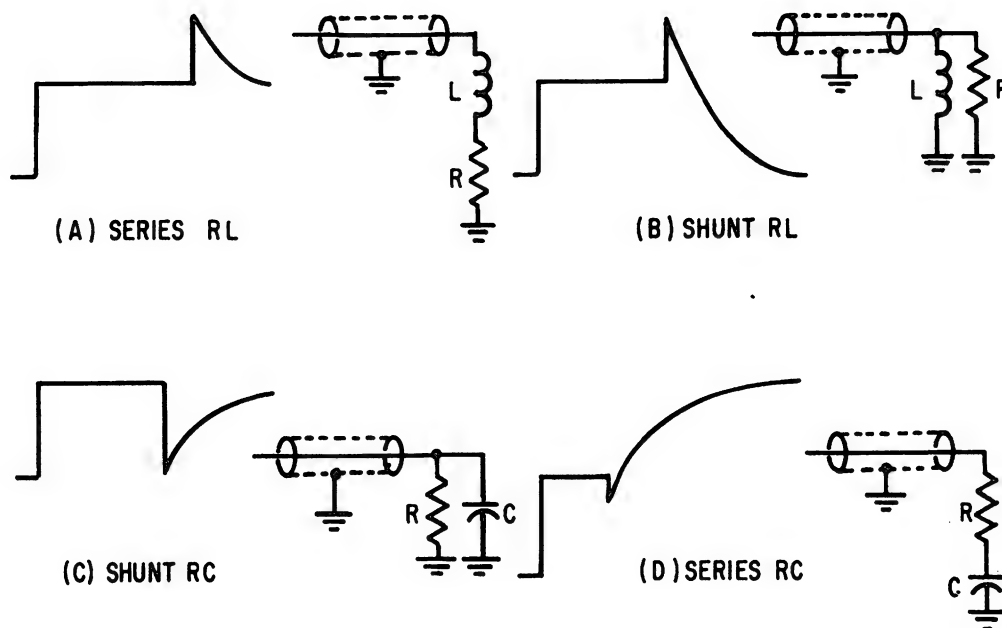 L
R
(A) SERIES RL
L
R
(B) SHUNT RL
R
C
(C) SHUNT RC
R
C
(D) SERIES RC